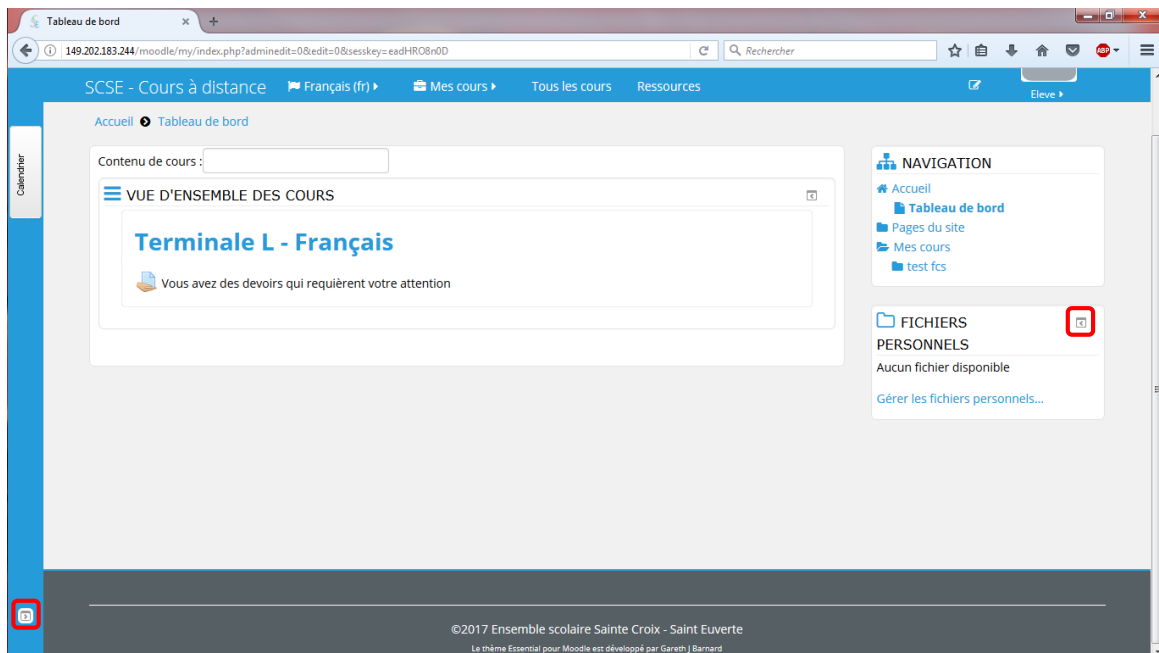 Tableau de bord
149.202.183.244/moodle/my/index.php?adminedit=0&edit=0&sesskey=eadHRO8n0D
Rechercher
ABP
SCSE - Cours à distance
Français (fr)
Mes cours
Tous les cours
Ressources
Eleve
Accueil
Tableau de bord
Calendrier
Contenu de cours :
VUE D'ENSEMBLE DES COURS
Terminale L - Français
Vous avez des devoirs qui requièrent votre attention
NAVIGATION
Accueil
Tableau de bord
Pages du site
Mes cours
test fcs
FICHIERS
PERSONNELS
Aucun fichier disponible
Gérer les fichiers personnels...
©2017 Ensemble scolaire Sainte Croix - Saint Euverte
Le thème Essential pour Moodle est développé par Gareth J Barnard